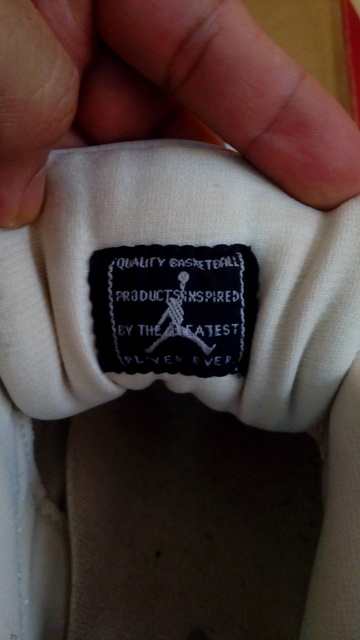 QUALITY BASKETBALL
PRODUCTS INSPIRED
BY THE GREATEST
PLAYER EVER